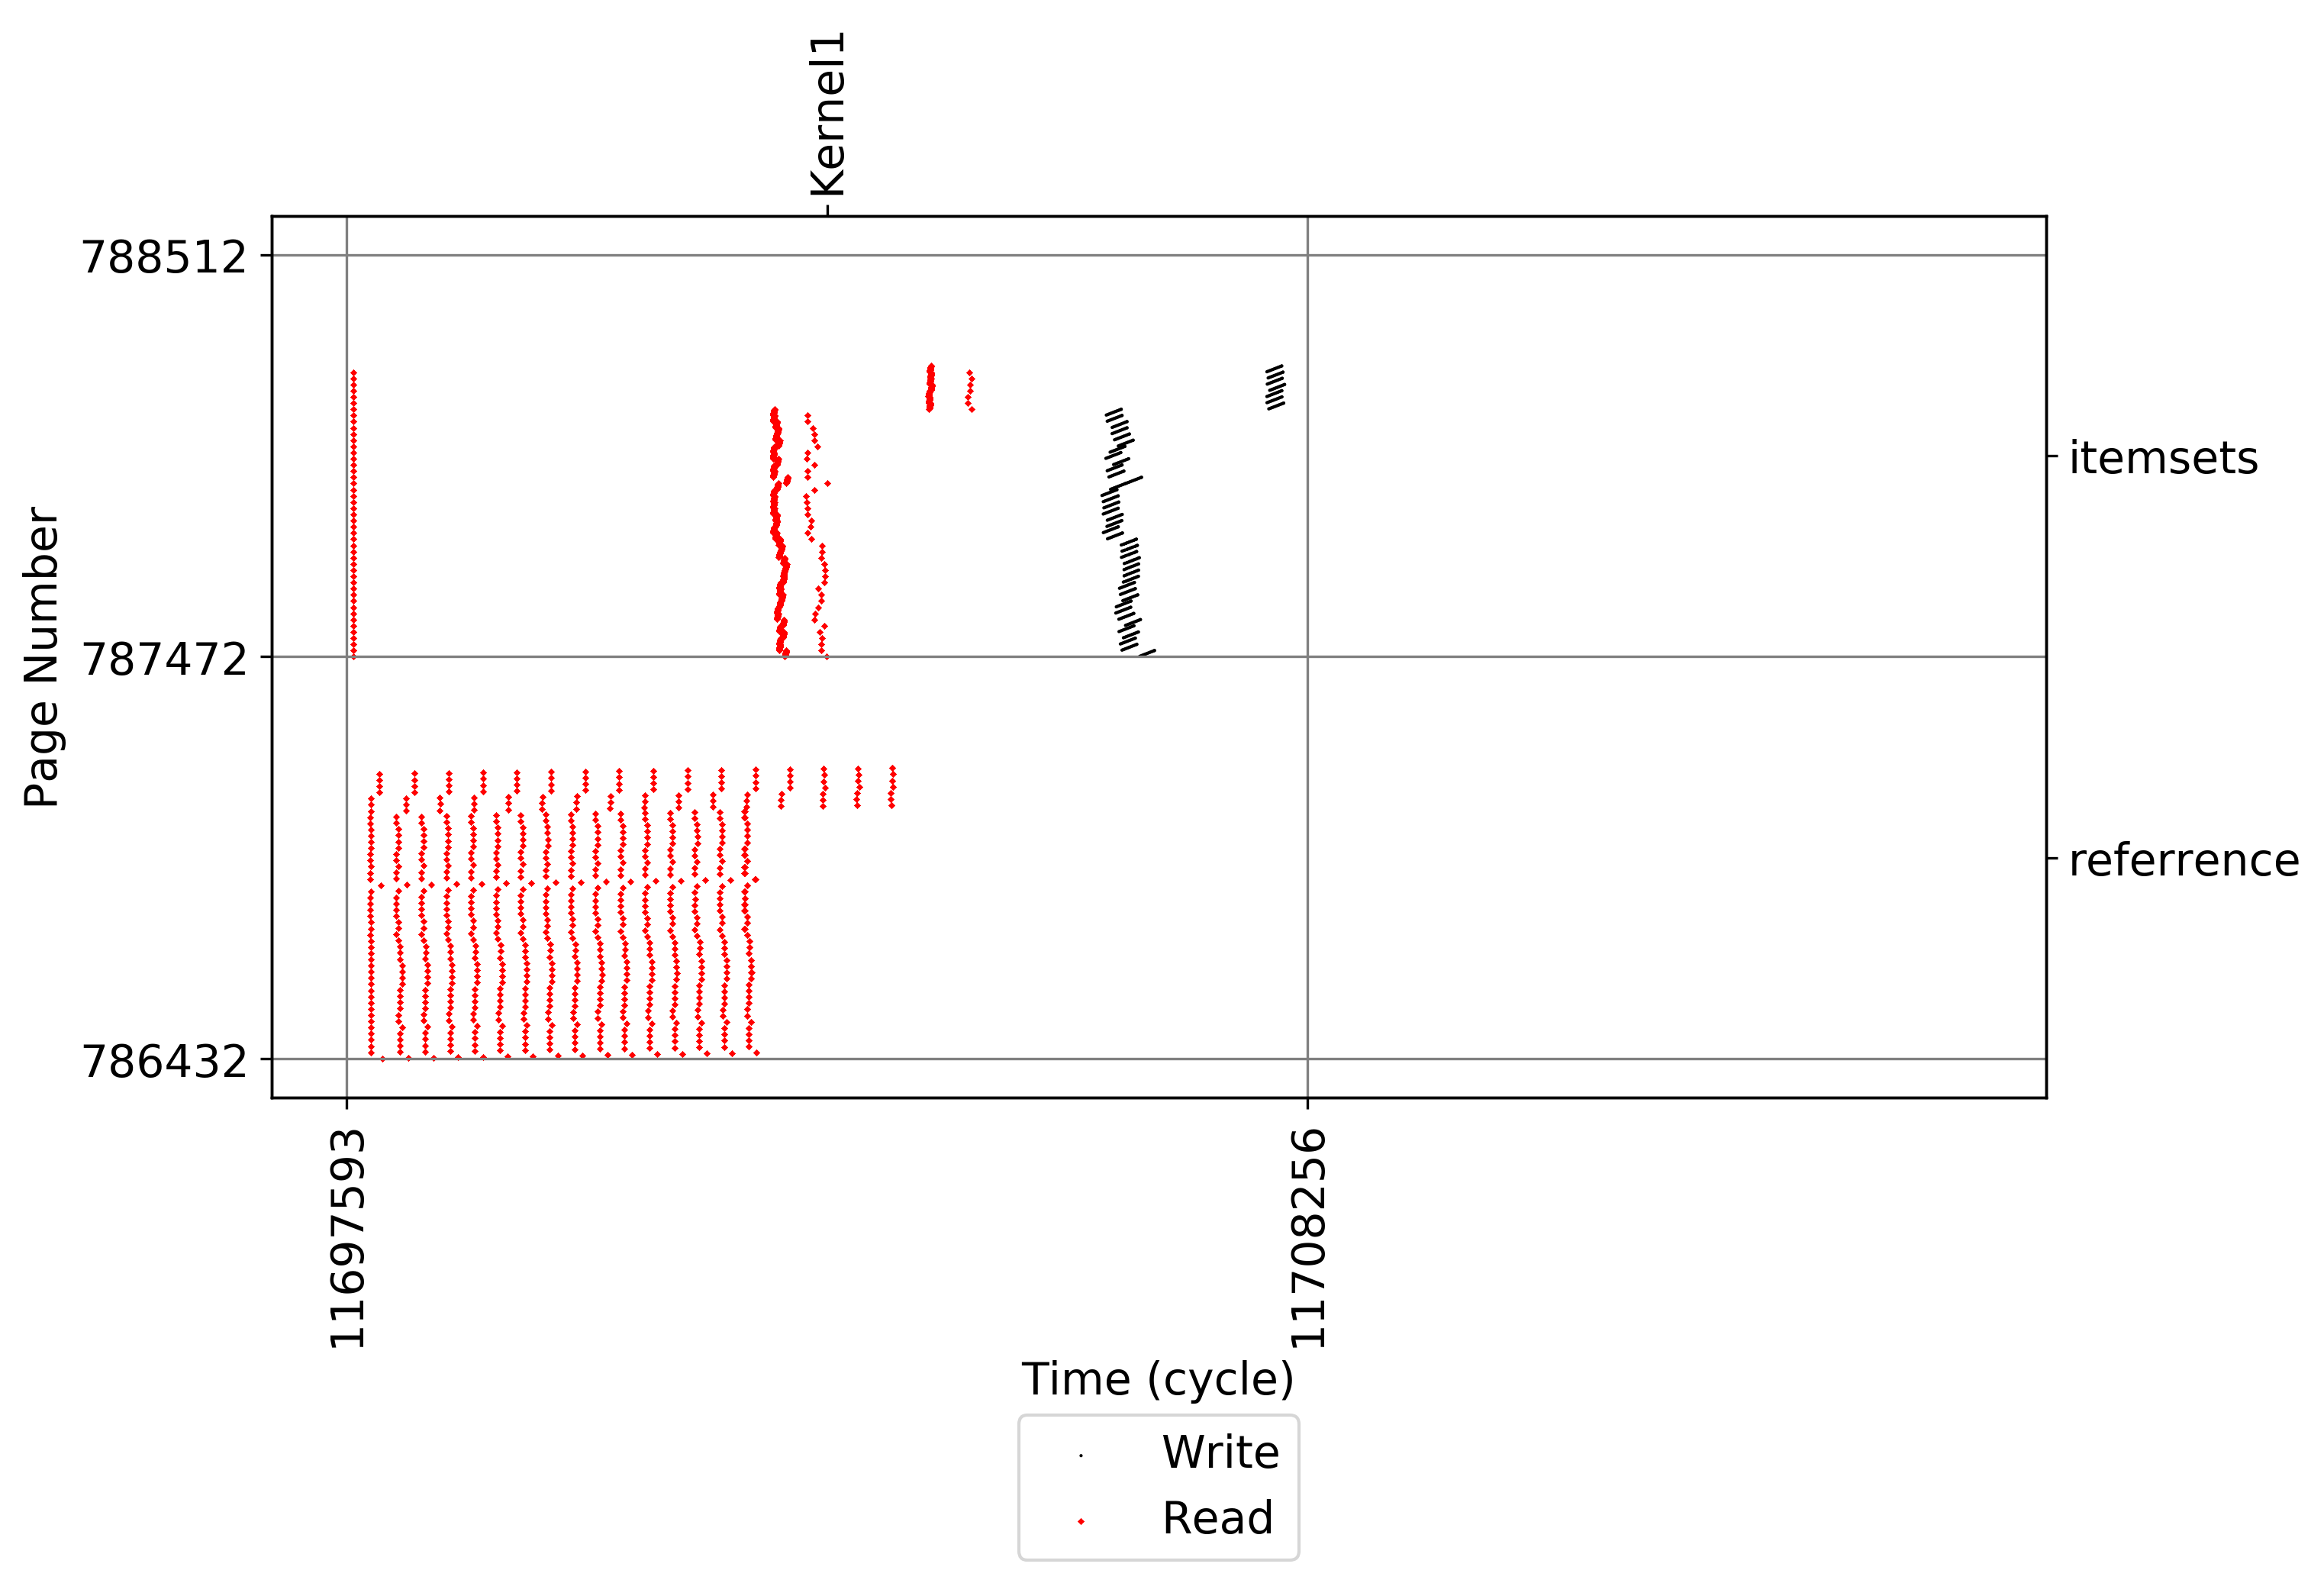 Kernel1
788512
itemsets
787472
Page Number
referrence
786432
11697593
11708256
Time (cycle)
Write
Read